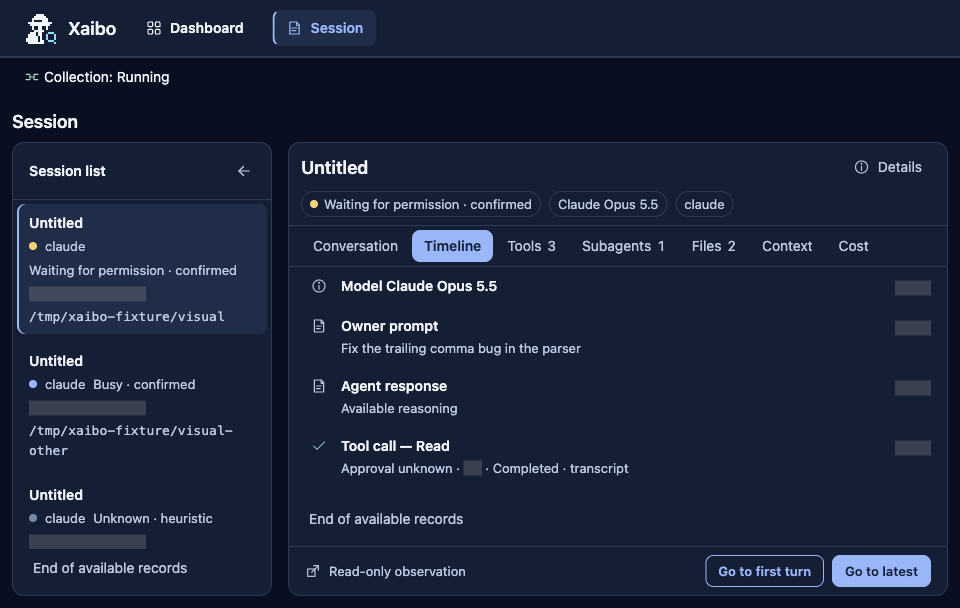 Xaibo
Dashboard
Session
Collection: Running
Session
Session list
Untitled
claude
Waiting for permission · confirmed
/tmp/xaibo-fixture/visual
Untitled
claude Busy · confirmed
/tmp/xaibo-fixture/visual-
other
Untitled
claude Unknown · heuristic
End of available records
Untitled
Details
Waiting for permission · confirmed
Claude Opus 5.5
claude
Conversation
Timeline
Tools 3
Subagents 1
Files 2
Context
Cost
Model Claude Opus 5.5
Owner prompt
Fix the trailing comma bug in the parser
Agent response
Available reasoning
Tool call — Read
Approval unknown · · Completed · transcript
End of available records
Read-only observation
Go to first turn
Go to latest